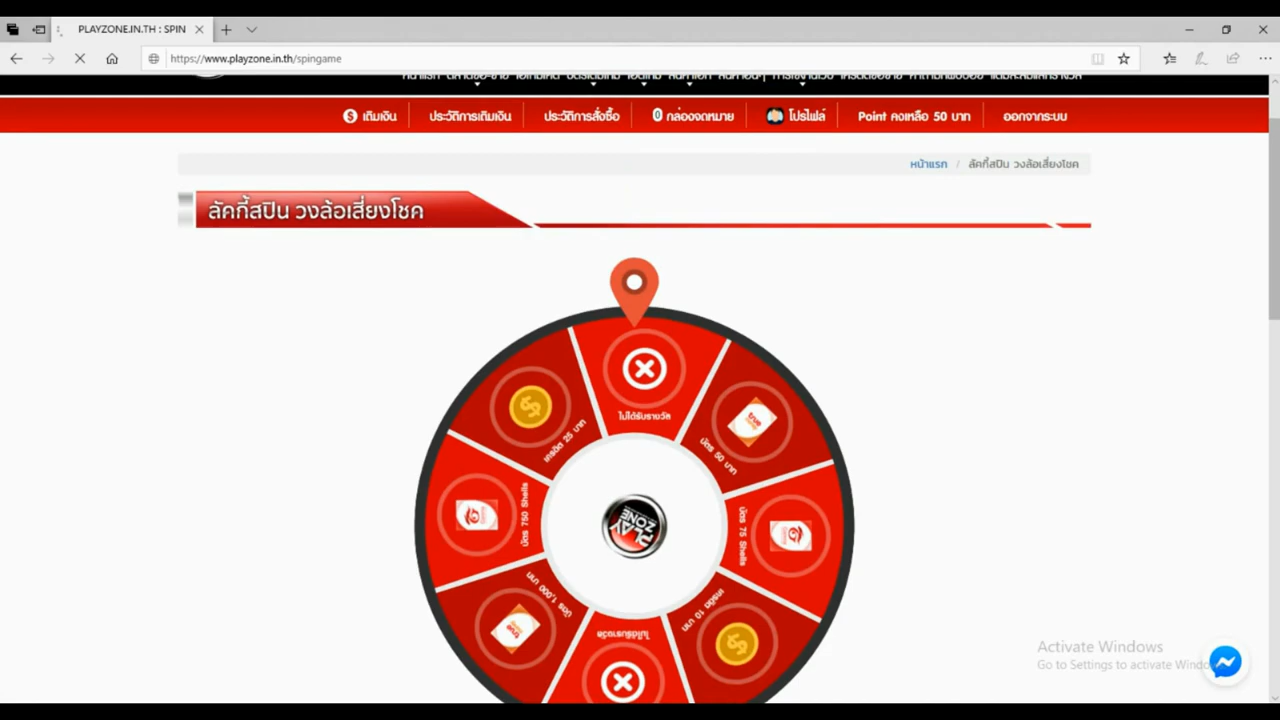 PLAYZONE.IN.TH : SPIN
https://www.playzone.in.th/spingame
เติมเงิน ประวัติการเติมเงิน ประวัติการสั่งซื้อ 0 กล่องจดหมาย โปรไฟล์ Point คงเหลือ 50 บาท ออกจากระบบ
หน้าแรก / ลัคกี้สปิน วงล้อเสี่ยงโชค
ลัคกี้สปิน วงล้อเสี่ยงโชค
ไม่ได้รับรางวัล
เครดิต 25 บาท
true
บัตร 50 บาท
บัตร 750 Shells
บัตร 75 Shells
PLAY
ZONE
บัตร 1,000 บาท
เครดิต 10 บาท
true
ไม่ได้รับรางวัล
Activate Windows
Go to Settings to activate Windo